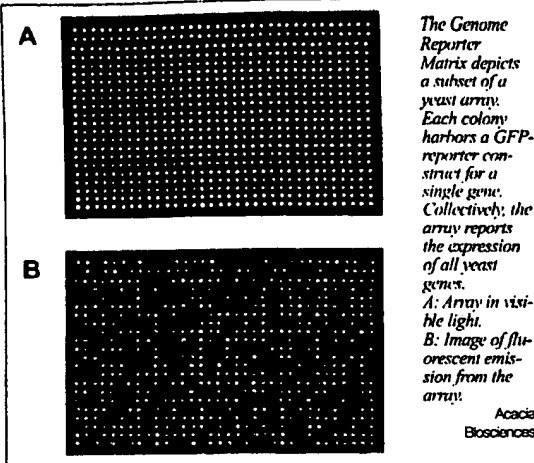 A
B
The Genome
Reporter
Matrix depicts
a subset of a
yeast array.
Each colony
harbors a GFP-
reporter con-
struct for a
single gene.
Collectively, the
array reports
the expression
of all yeast
genes.
A: Array in visi-
ble light.
B: Image of flu-
orescent emis-
sion from the
array.
Acacia
Biosciences